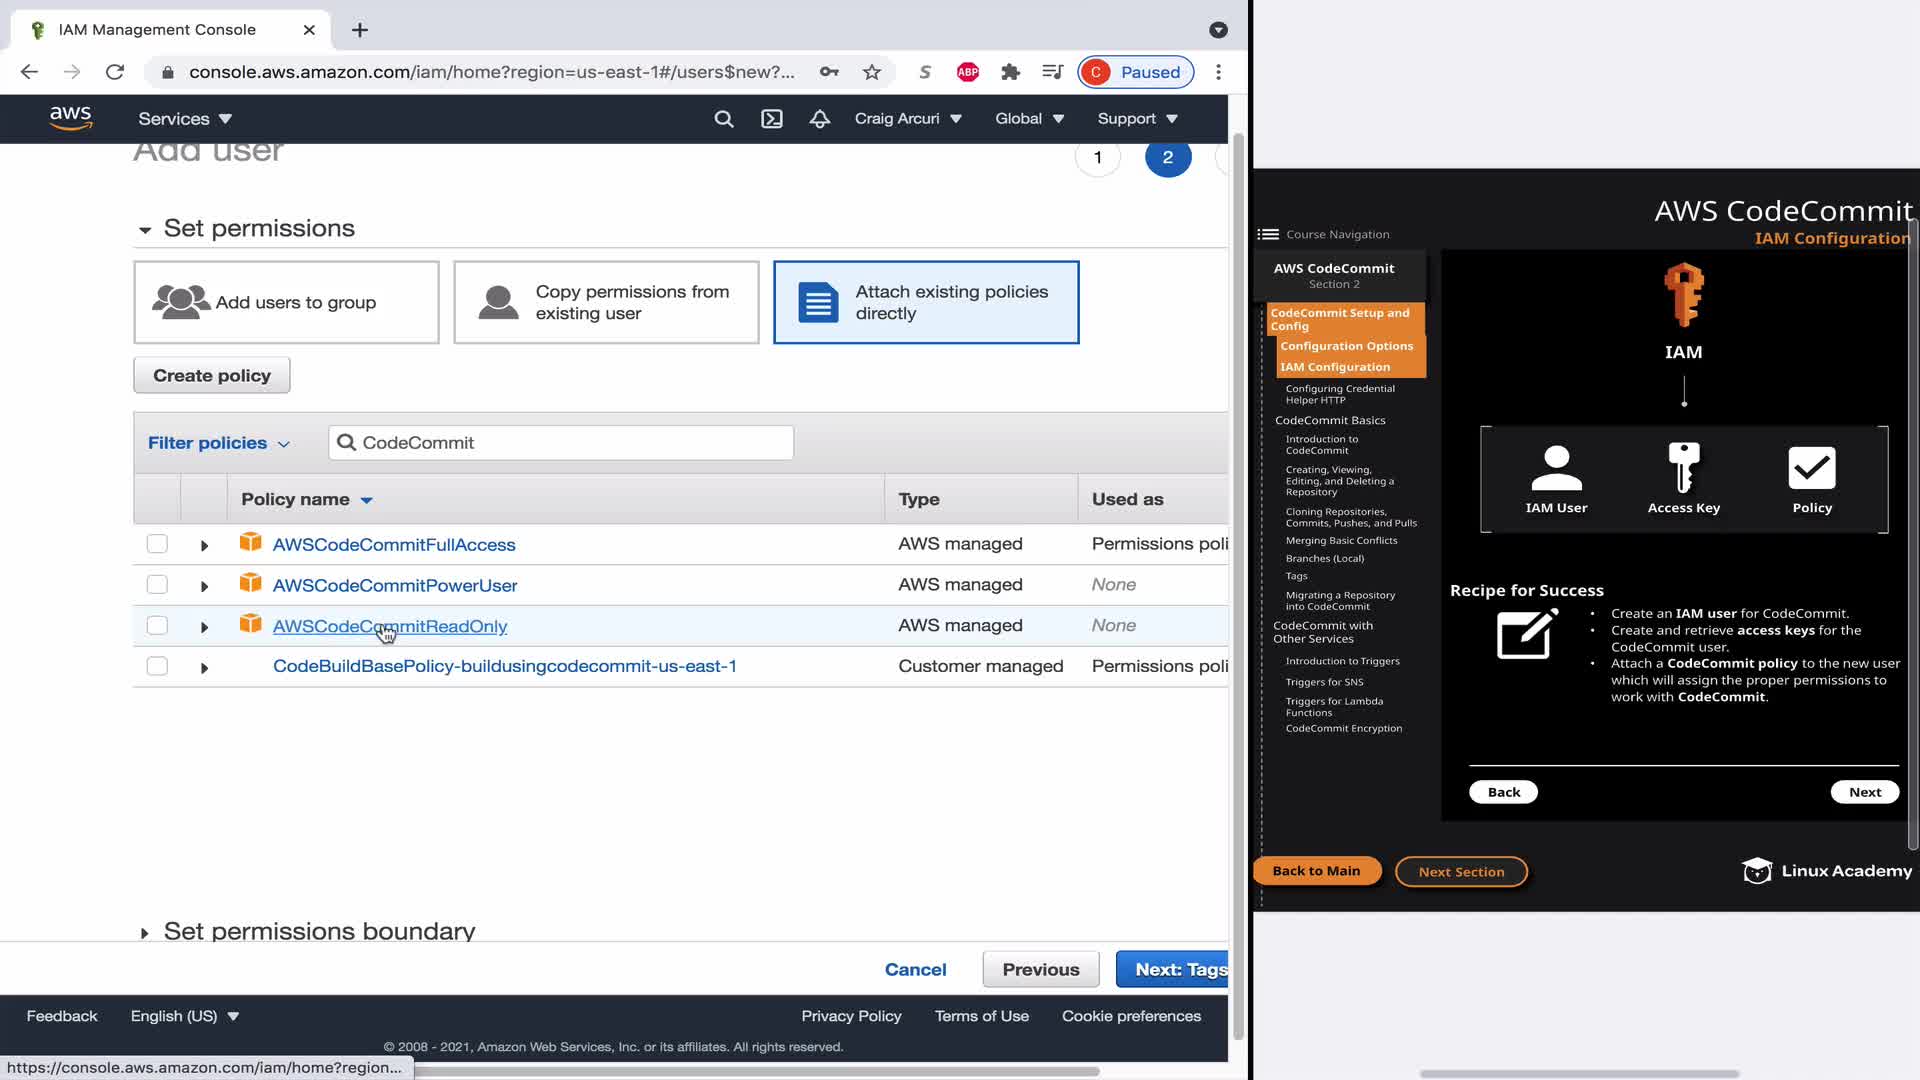 IAM Management Console
console.aws.amazon.com/iam/home?region=us-east-1#/users$new?...
S
ABP
C
Paused
aws
Services
Craig Arcuri
Global
Support
Add user
1
2
Set permissions
Add users to group
Copy permissions from
existing user
Attach existing policies
directly
Create policy
Filter policies
CodeCommit
Policy name
Type
Used as
AWSCodeCommitFullAccess
AWS managed
Permissions poli
AWSCodeCommitPowerUser
AWS managed
None
AWSCodeCommitReadOnly
AWS managed
None
CodeBuildBasePolicy-buildusingcodecommit-us-east-1
Customer managed
Permissions poli
Set permissions boundary
Cancel
Previous
Next: Tags
Feedback
English (US)
Privacy Policy
Terms of Use
Cookie preferences
© 2008 - 2021, Amazon Web Services, Inc. or its affiliates. All rights reserved.
https://console.aws.amazon.com/iam/home?region...
AWS CodeCommit
IAM Configuration
Course Navigation
AWS CodeCommit
Section 2
CodeCommit Setup and
Config
Configuration Options
IAM Configuration
Configuring Credential
Helper HTTP
CodeCommit Basics
Introduction to
CodeCommit
Creating, Viewing,
Editing, and Deleting a
Repository
Cloning Repositories,
Commits, Pushes, and Pulls
Merging Basic Conflicts
Branches (Local)
Tags
Migrating a Repository
into CodeCommit
CodeCommit with
Other Services
Introduction to Triggers
Triggers for SNS
Triggers for Lambda
Functions
CodeCommit Encryption
IAM
IAM User
Access Key
Policy
Recipe for Success
• Create an IAM user for CodeCommit.
• Create and retrieve access keys for the
CodeCommit user.
• Attach a CodeCommit policy to the new user
which will assign the proper permissions to
work with CodeCommit.
Back
Next
Back to Main
Next Section
Linux Academy